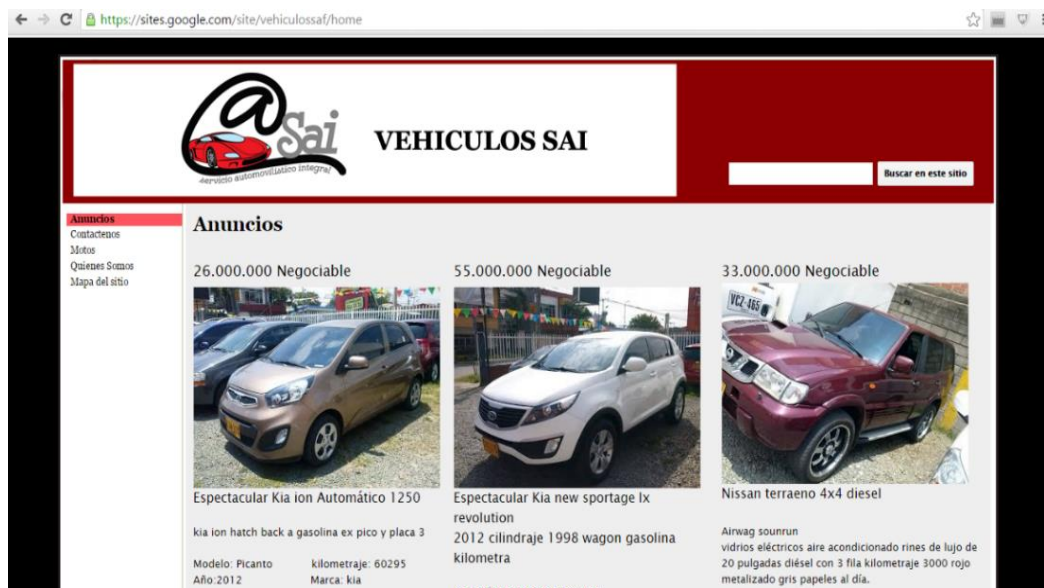 https://sites.google.com/site/vehiculossaf/home
@Sai
servicio automoviliatico integral
VEHICULOS SAI
Buscar en este sitio
Anuncios
Contactenos
Motos
Quienes Somos
Mapa del sitio
Anuncios
26.000.000 Negociable
55.000.000 Negociable
33.000.000 Negociable
VCZ-465
Espectacular Kia ion Automático 1250
kia ion hatch back a gasolina ex pico y placa 3
Modelo: Picanto kilometraje: 60295
Año:2012 Marca: kia
Espectacular Kia new sportage lx
revolution
2012 cilindraje 1998 wagon gasolina
kilometra
Nissan terraeno 4x4 diesel
Airwag sounrun
vidrios eléctricos aire acondicionado rines de lujo de
20 pulgadas diésel con 3 fila kilometraje 3000 rojo
metalizado gris papeles al día.